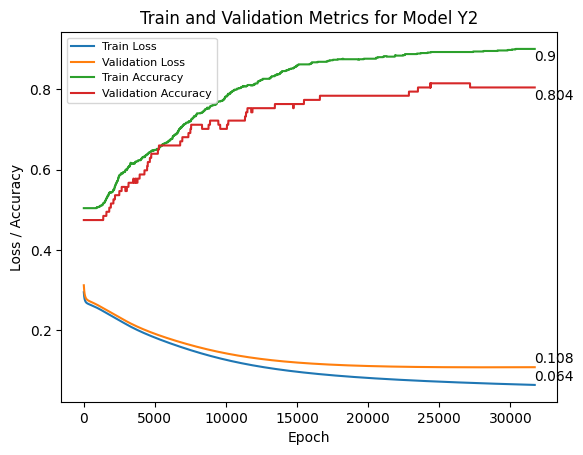 Train and Validation Metrics for Model Y2
Train Loss
Validation Loss
Train Accuracy
Validation Accuracy
0.9
0.804
0.108
0.064
Loss / Accuracy
0.8
0.6
0.4
0.2
0 5000 10000 15000 20000 25000 30000
Epoch